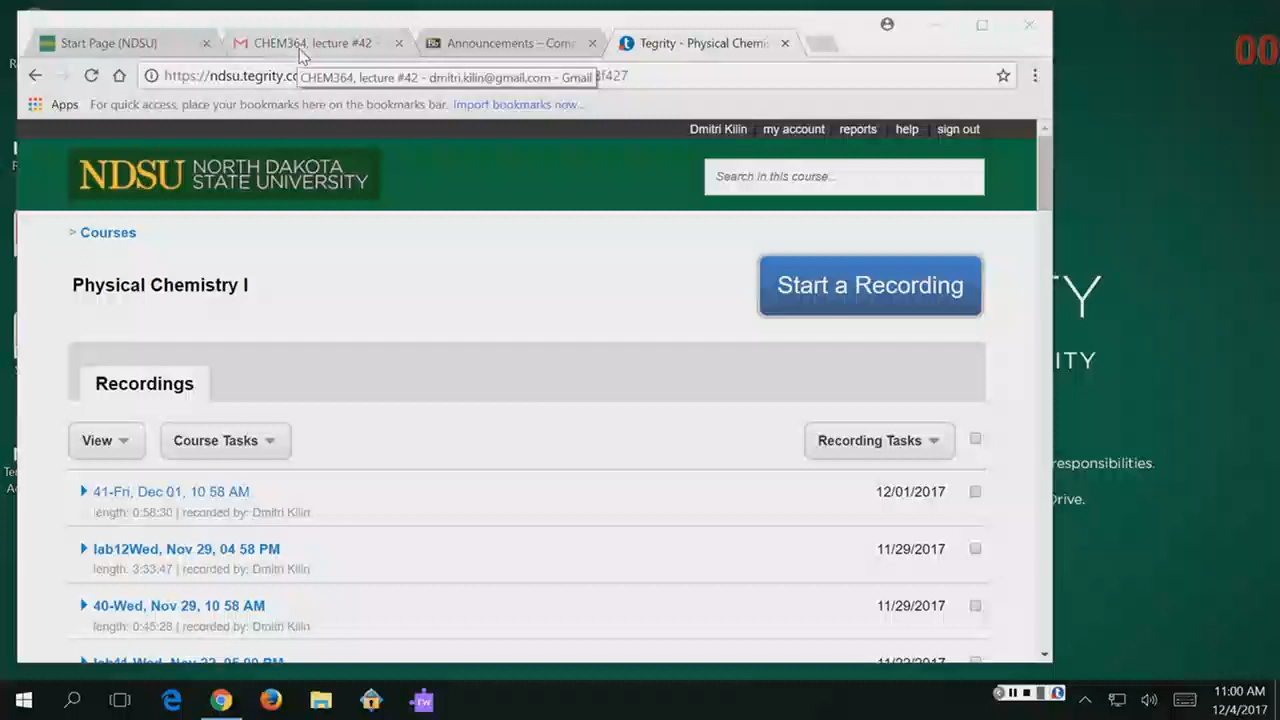 Start Page (NDSU)
CHEM364, lecture #42
Announcements – Com
Tegrity - Physical Chemi
00
https://ndsu.tegrity.co
CHEM364, lecture #42 - dmitri.kilin@gmail.com - Gmail
3f427
Apps
For quick access, place your bookmarks here on the bookmarks bar.
Import bookmarks now...
Dmitri Kilin
my account
reports
help
sign out
NDSU
NORTH DAKOTA
STATE UNIVERSITY
Search in this course...
> Courses
Physical Chemistry I
Start a Recording
Y
ITY
Recordings
View
Course Tasks
Recording Tasks
responsibilities.
41-Fri, Dec 01, 10 58 AM
12/01/2017
Drive.
length: 0:58:30 | recorded by: Dmitri Kilin
lab12Wed, Nov 29, 04 58 PM
11/29/2017
length: 3:33:47 | recorded by: Dmitri Kilin
40-Wed, Nov 29, 10 58 AM
11/29/2017
length: 0:45:28 | recorded by: Dmitri Kilin
11:00 AM
12/4/2017